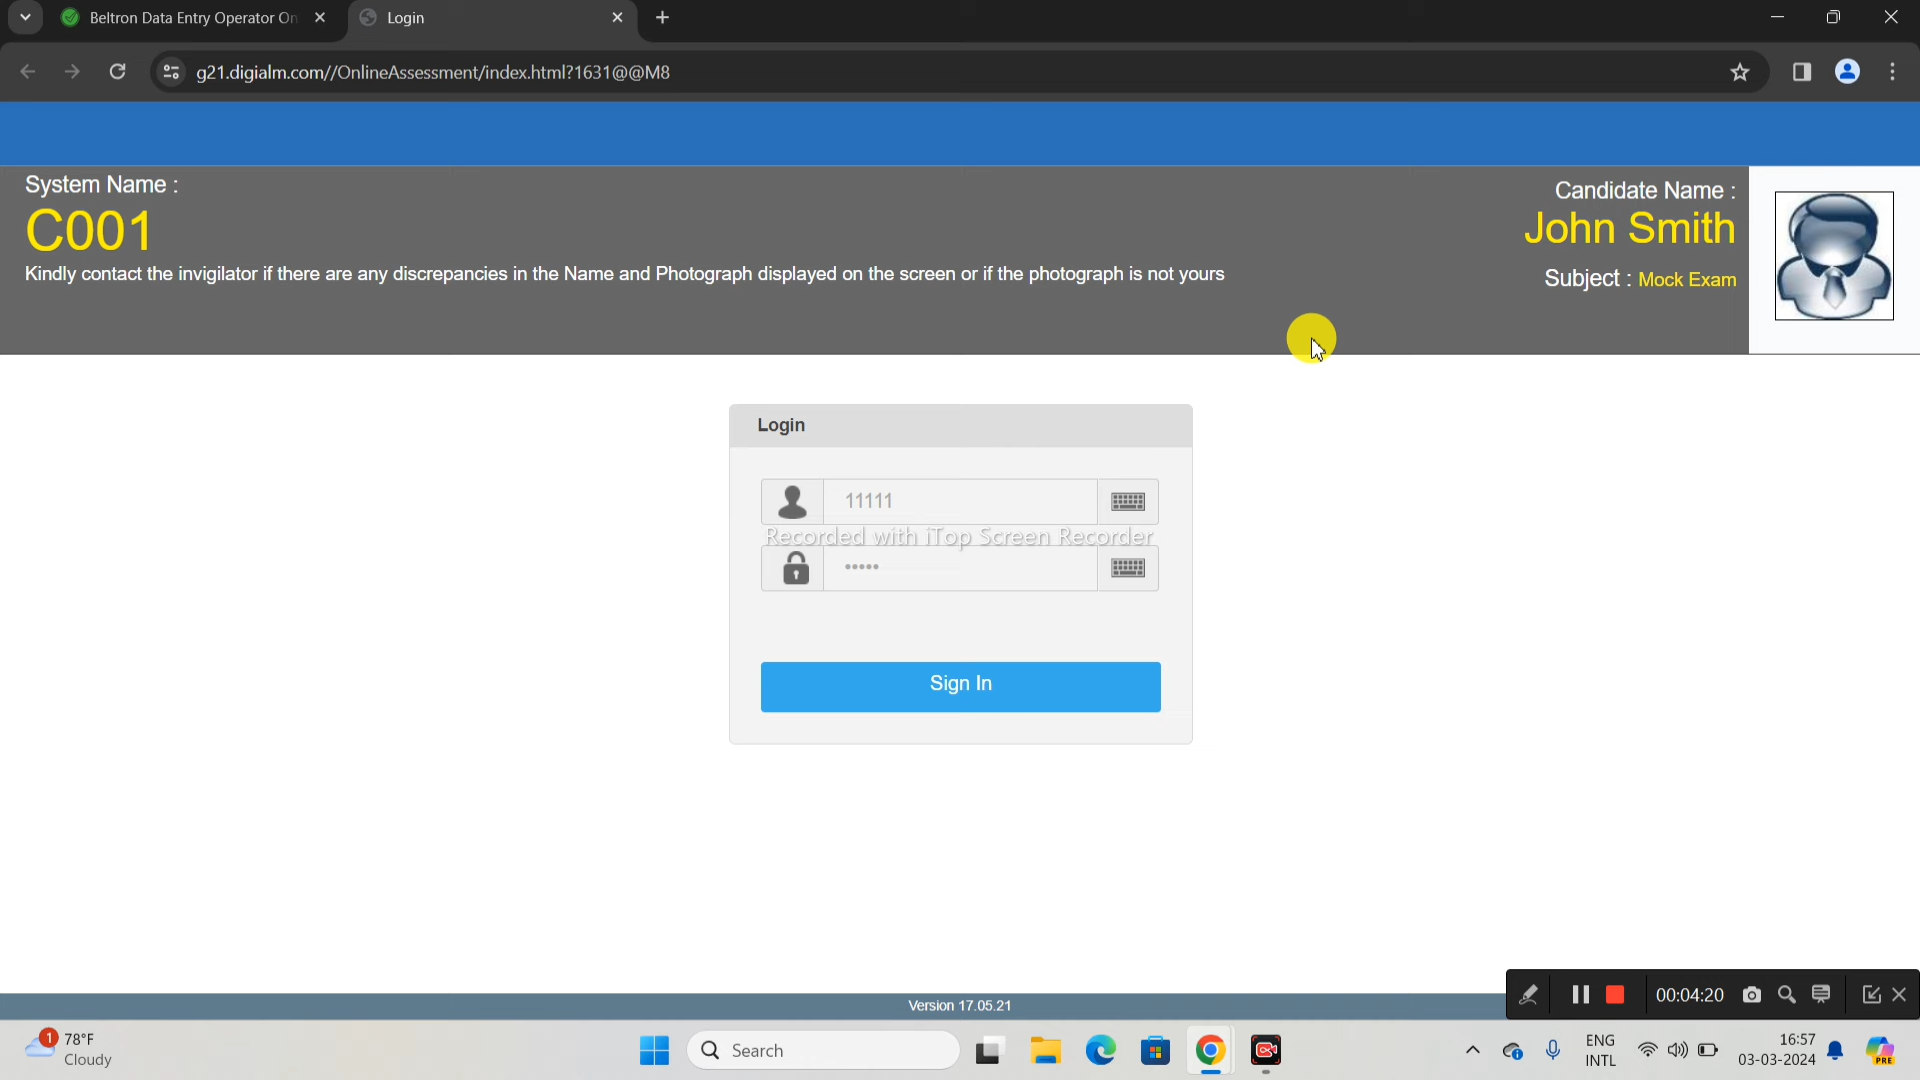 Beltron Data Entry Operator On
Login
g21.digialm.com//OnlineAssessment/index.html?1631@@M8
System Name :
C001
Kindly contact the invigilator if there are any discrepancies in the Name and Photograph displayed on the screen or if the photograph is not yours
Candidate Name :
John Smith
Subject : Mock Exam
Login
11111
Recorded with iTop Screen Recorder
•••••
Sign In
Version 17.05.21
00:04:20
1
78°F
Cloudy
Search
ENG
INTL
16:57
03-03-2024
PRE